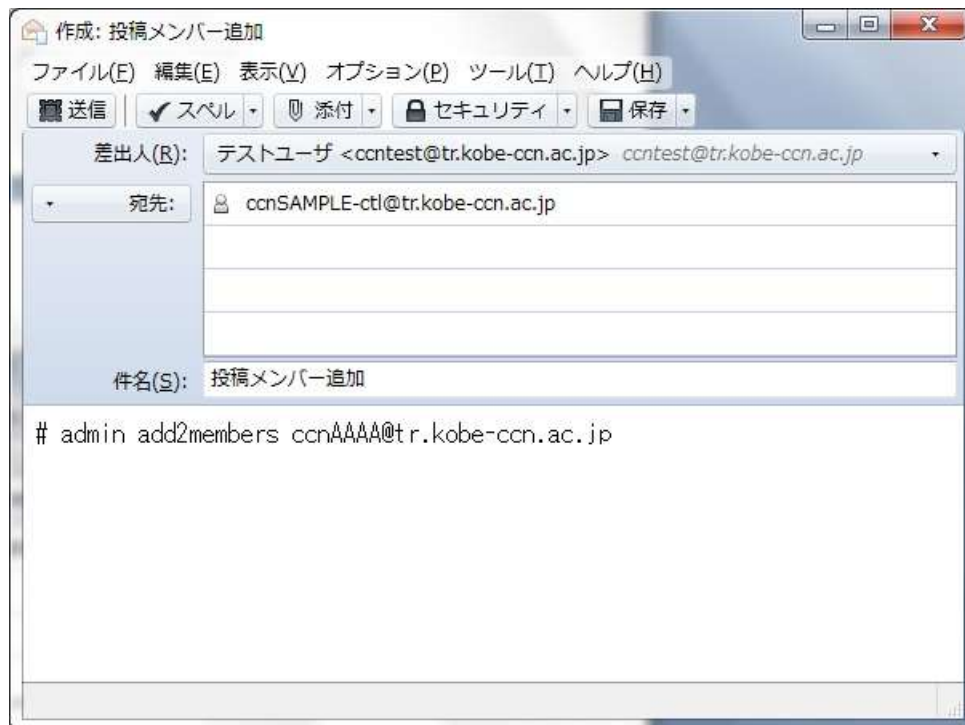 作成: 投稿メンバー追加
ファイル(F) 編集(E) 表示(V) オプション(P) ツール(T) ヘルプ(H)
送信 スペル 添付 セキュリティ 保存
差出人(R): テストユーザ <ccntest@tr.kobe-ccn.ac.jp> ccntest@tr.kobe-ccn.ac.jp
宛先: ccnSAMPLE-ctl@tr.kobe-ccn.ac.jp
件名(S): 投稿メンバー追加
# admin add2members ccnAAAA@tr.kobe-ccn.ac.jp